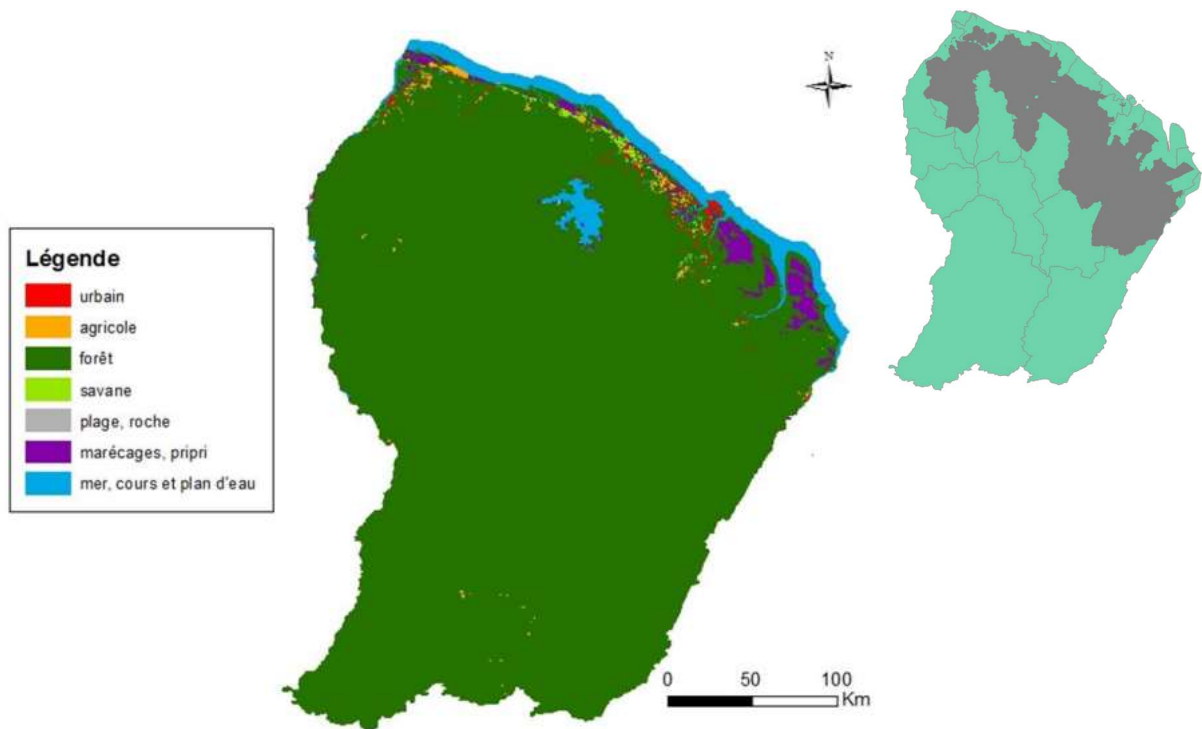 N
Légende
urbain
agricole
forêt
savane
plage, roche
marécages, pripri
mer, cours et plan d'eau
0 50 100
Km